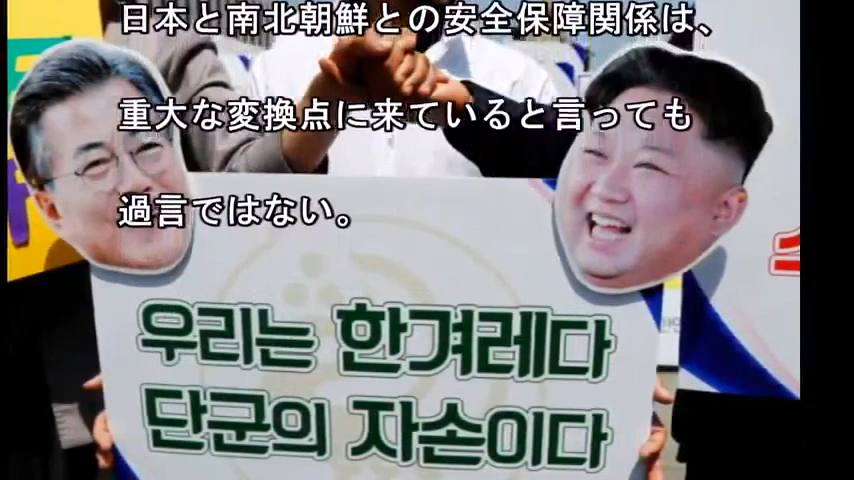 日本と南北朝鮮との安全保障関係は、
重大な変換点に来ていると言っても
過言ではない。
우리는 한겨레다
단군의 자손이다